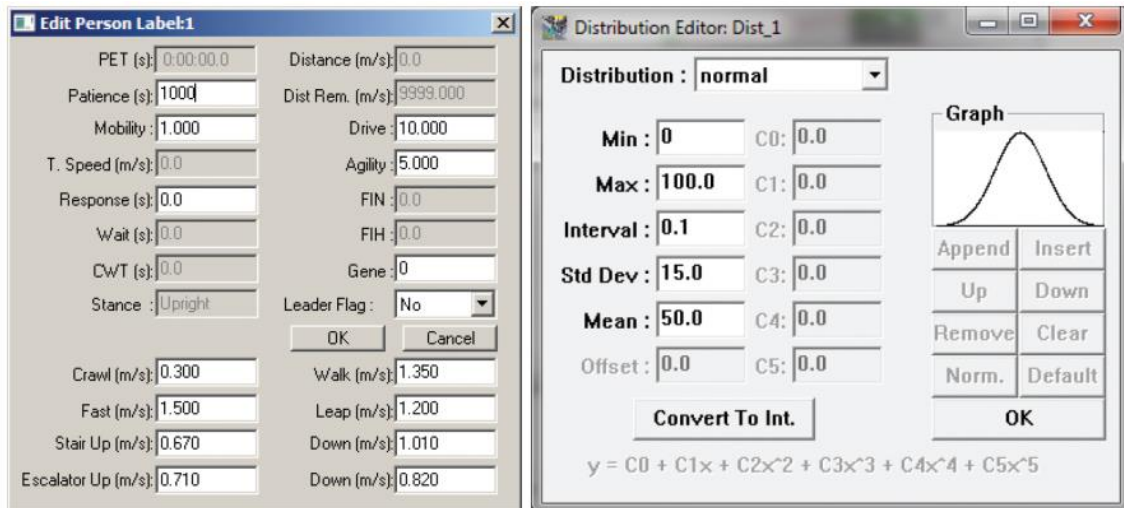 Edit Person Label:1
PET (s): 0:00:00.0 Distance (m/s): 0.0
Patience (s): 1000 Dist Rem. (m/s): 9999.000
Mobility : 1.000 Drive : 10.000
T. Speed (m/s): 0.0 Agility : 5.000
Response (s): 0.0 FIN : 0.0
Wait (s): 0.0 FIH : 0.0
CWT (s): 0.0 Gene : 0
Stance : Upright Leader Flag : No
OK Cancel
Crawl (m/s): 0.300 Walk (m/s): 1.350
Fast (m/s): 1.500 Leap (m/s): 1.200
Stair Up (m/s): 0.670 Down (m/s): 1.010
Escalator Up (m/s): 0.710 Down (m/s): 0.820
Distribution Editor: Dist_1
Distribution : normal
Graph
Min : 0 C0: 0.0
Max : 100.0 C1: 0.0
Interval : 0.1 C2: 0.0
Std Dev : 15.0 C3: 0.0
Mean : 50.0 C4: 0.0
Offset : 0.0 C5: 0.0
Append Insert
Up Down
Remove Clear
Norm. Default
Convert To Int. OK
y = C0 + C1x + C2x^2 + C3x^3 + C4x^4 + C5x^5